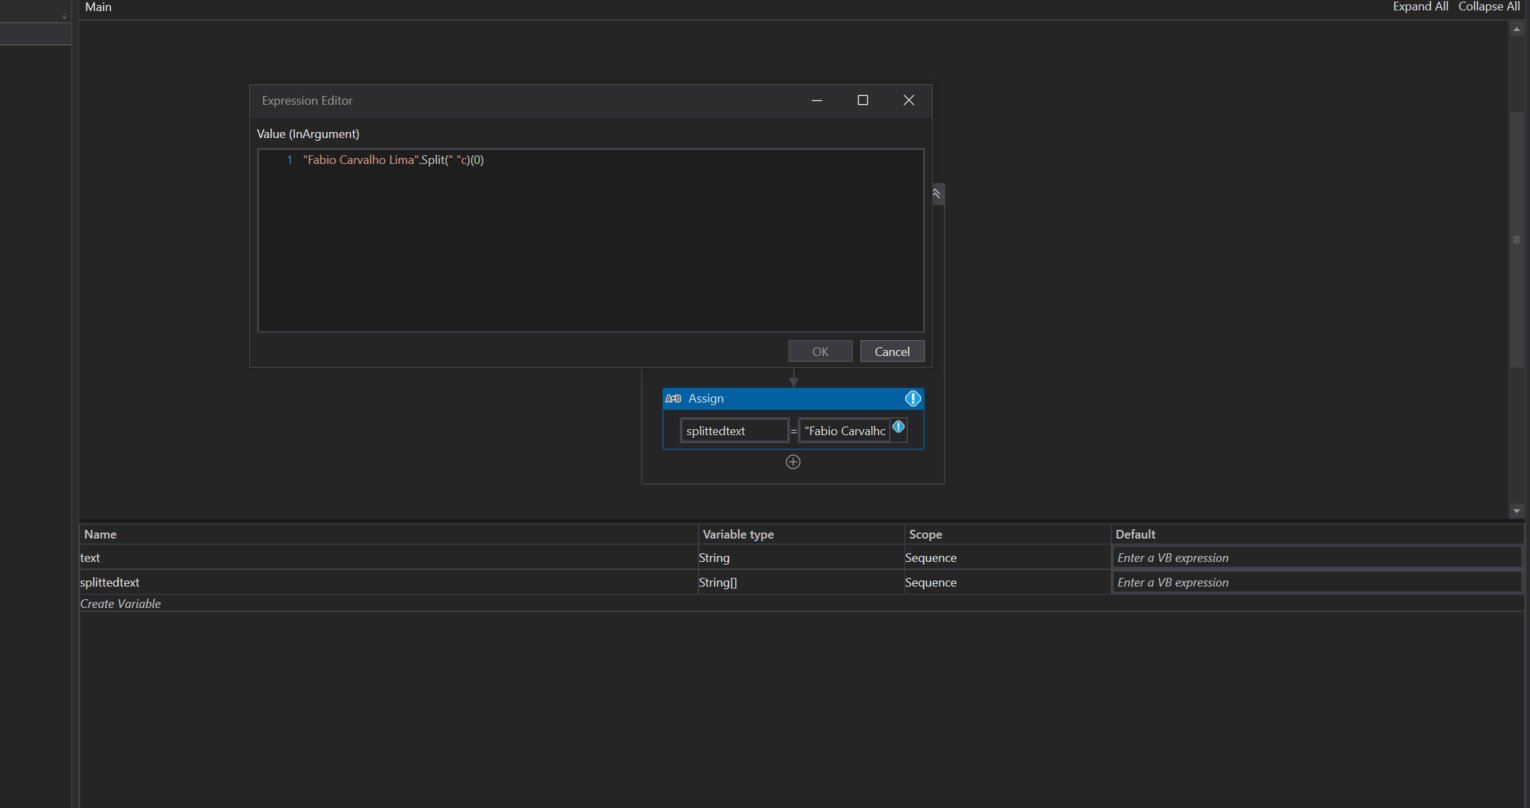 Main Expand All Collapse All
Expression Editor
Value (InArgument)
1 "Fabio Carvalho Lima".Split(" "c)(0)
OK Cancel
A=B Assign
splittedtext = "Fabio Carvalhc
Name Variable type Scope Default
text String Sequence Enter a VB expression
splittedtext String[] Sequence Enter a VB expression
Create Variable